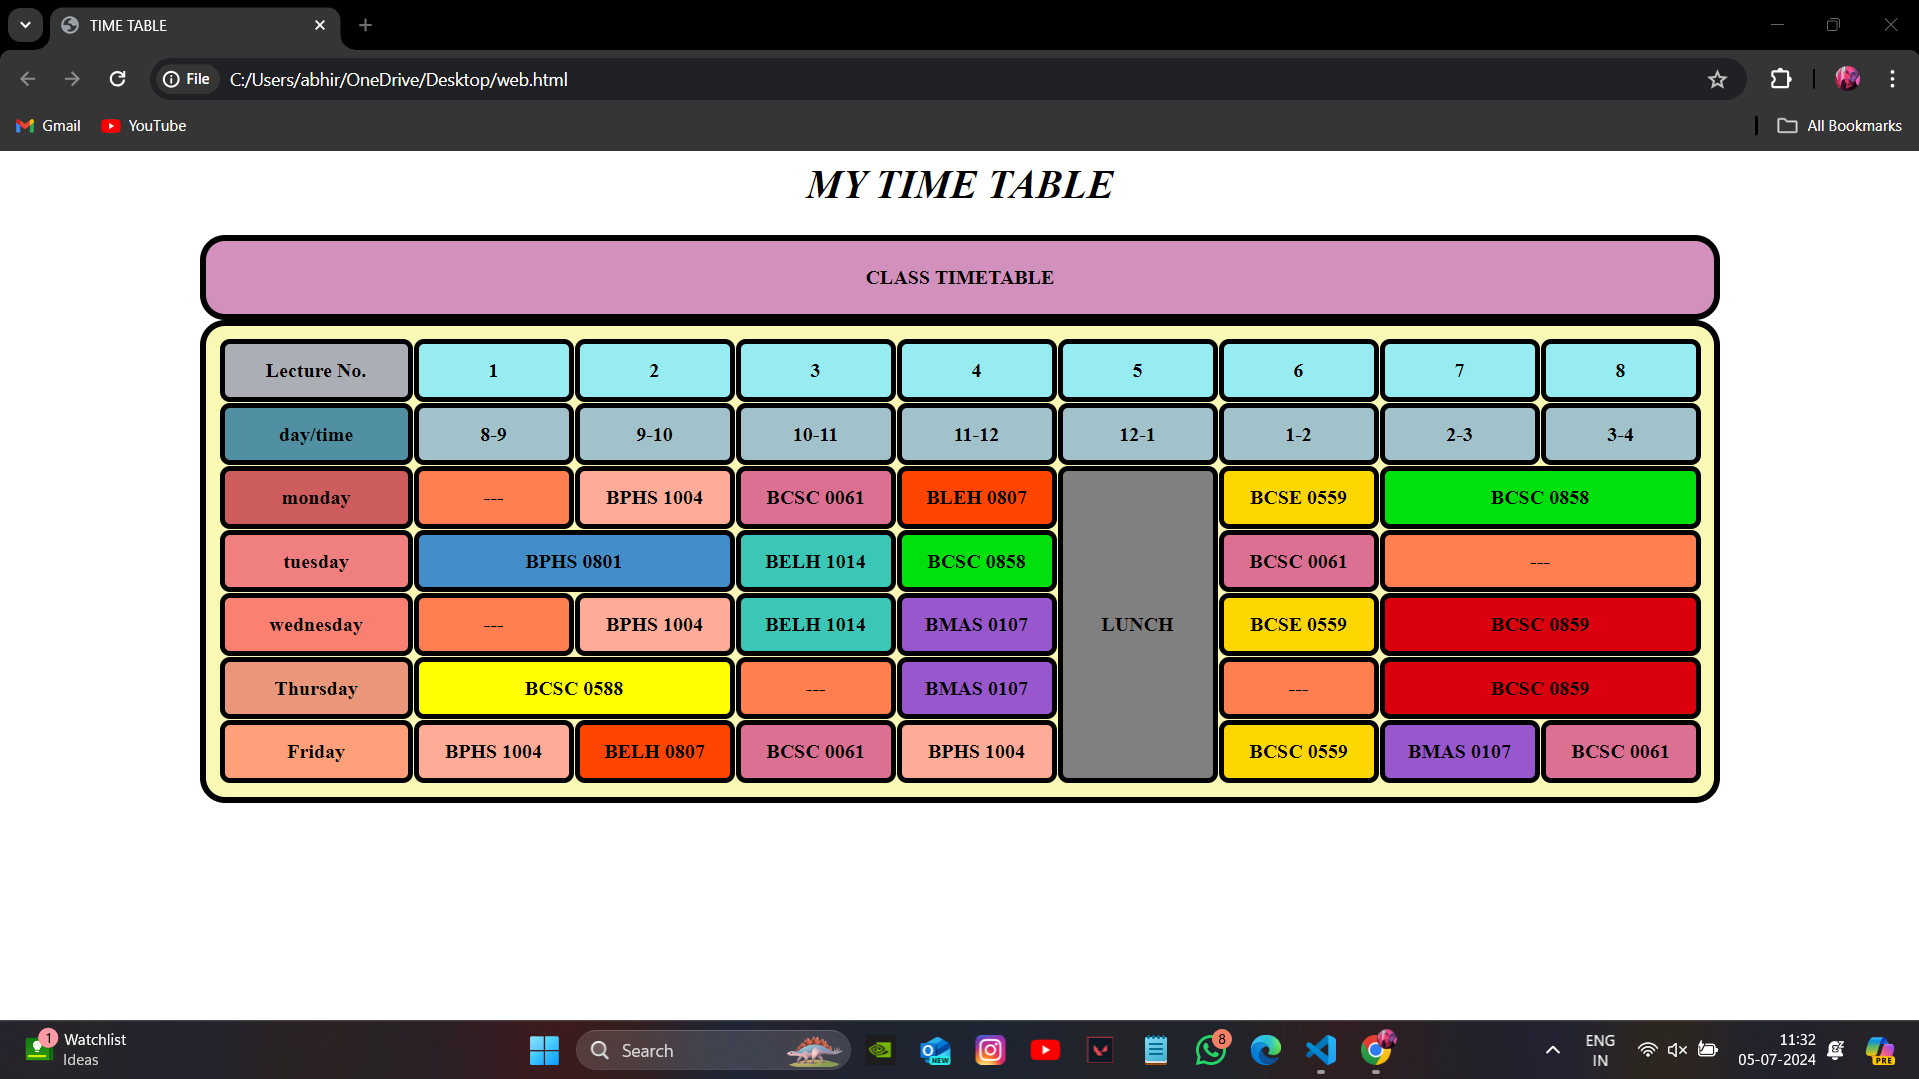 TIME TABLE
File C:/Users/abhir/OneDrive/Desktop/web.html
Gmail YouTube All Bookmarks
MY TIME TABLE
CLASS TIMETABLE
Lecture No. 1 2 3 4 5 6 7 8
day/time 8-9 9-10 10-11 11-12 12-1 1-2 2-3 3-4
monday --- BPHS 1004 BCSC 0061 BLEH 0807 BCSE 0559 BCSC 0858
tuesday BPHS 0801 BELH 1014 BCSC 0858 BCSC 0061 ---
wednesday --- BPHS 1004 BELH 1014 BMAS 0107 LUNCH BCSE 0559 BCSC 0859
Thursday BCSC 0588 --- BMAS 0107 --- BCSC 0859
Friday BPHS 1004 BELH 0807 BCSC 0061 BPHS 1004 BCSC 0559 BMAS 0107 BCSC 0061
1 Watchlist
Ideas
Search
NEW
8
ENG
IN
11:32
05-07-2024
PRE